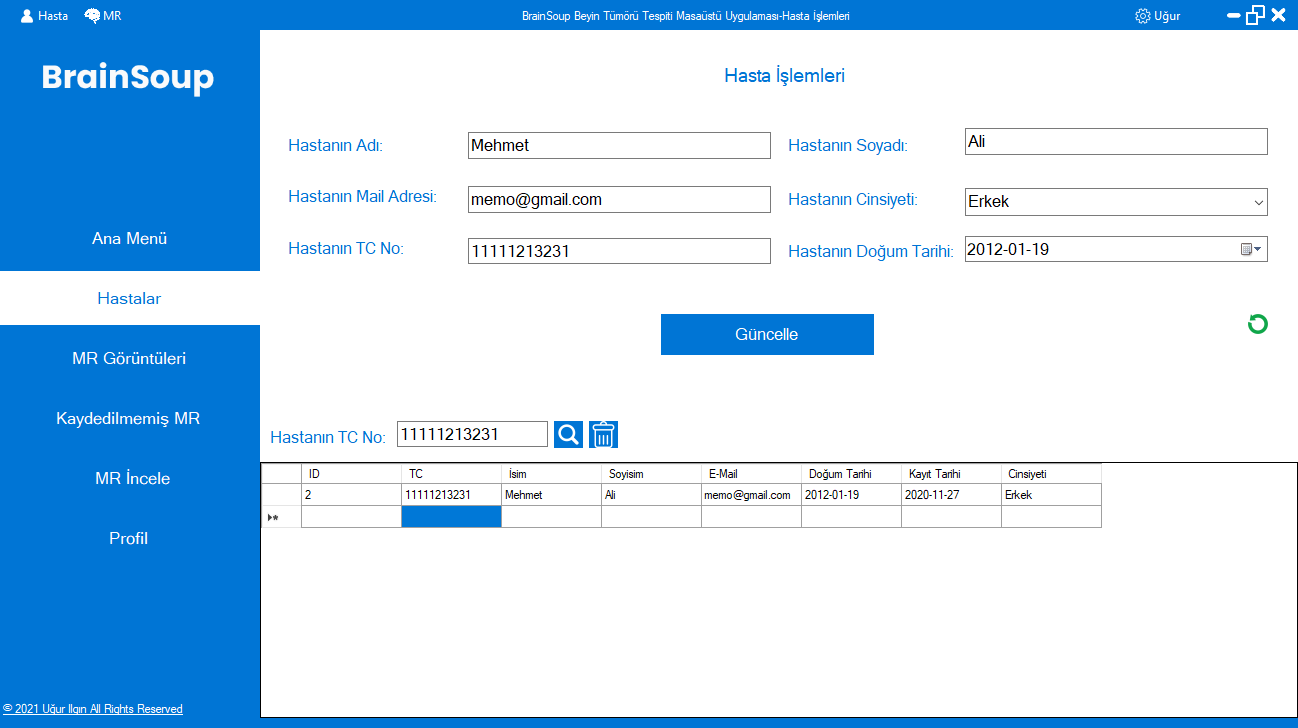 Hasta MR BrainSoup Beyin Tümörü Tespiti Masaüstü Uygulaması-Hasta İşlemleri Uğur
BrainSoup
Ana Menü
Hastalar
MR Görüntüleri
Kaydedilmemiş MR
MR İncele
Profil
© 2021 Uğur Ilgın All Rights Reserved
Hasta İşlemleri
Hastanın Adı: Mehmet Hastanın Soyadı: Ali
Hastanın Mail Adresi: memo@gmail.com Hastanın Cinsiyeti: Erkek
Hastanın TC No: 11111213231 Hastanın Doğum Tarihi: 2012-01-19
Güncelle
Hastanın TC No: 11111213231
ID TC İsim Soyisim E-Mail Doğum Tarihi Kayıt Tarihi Cinsiyeti
2 11111213231 Mehmet Ali memo@gmail.com 2012-01-19 2020-11-27 Erkek